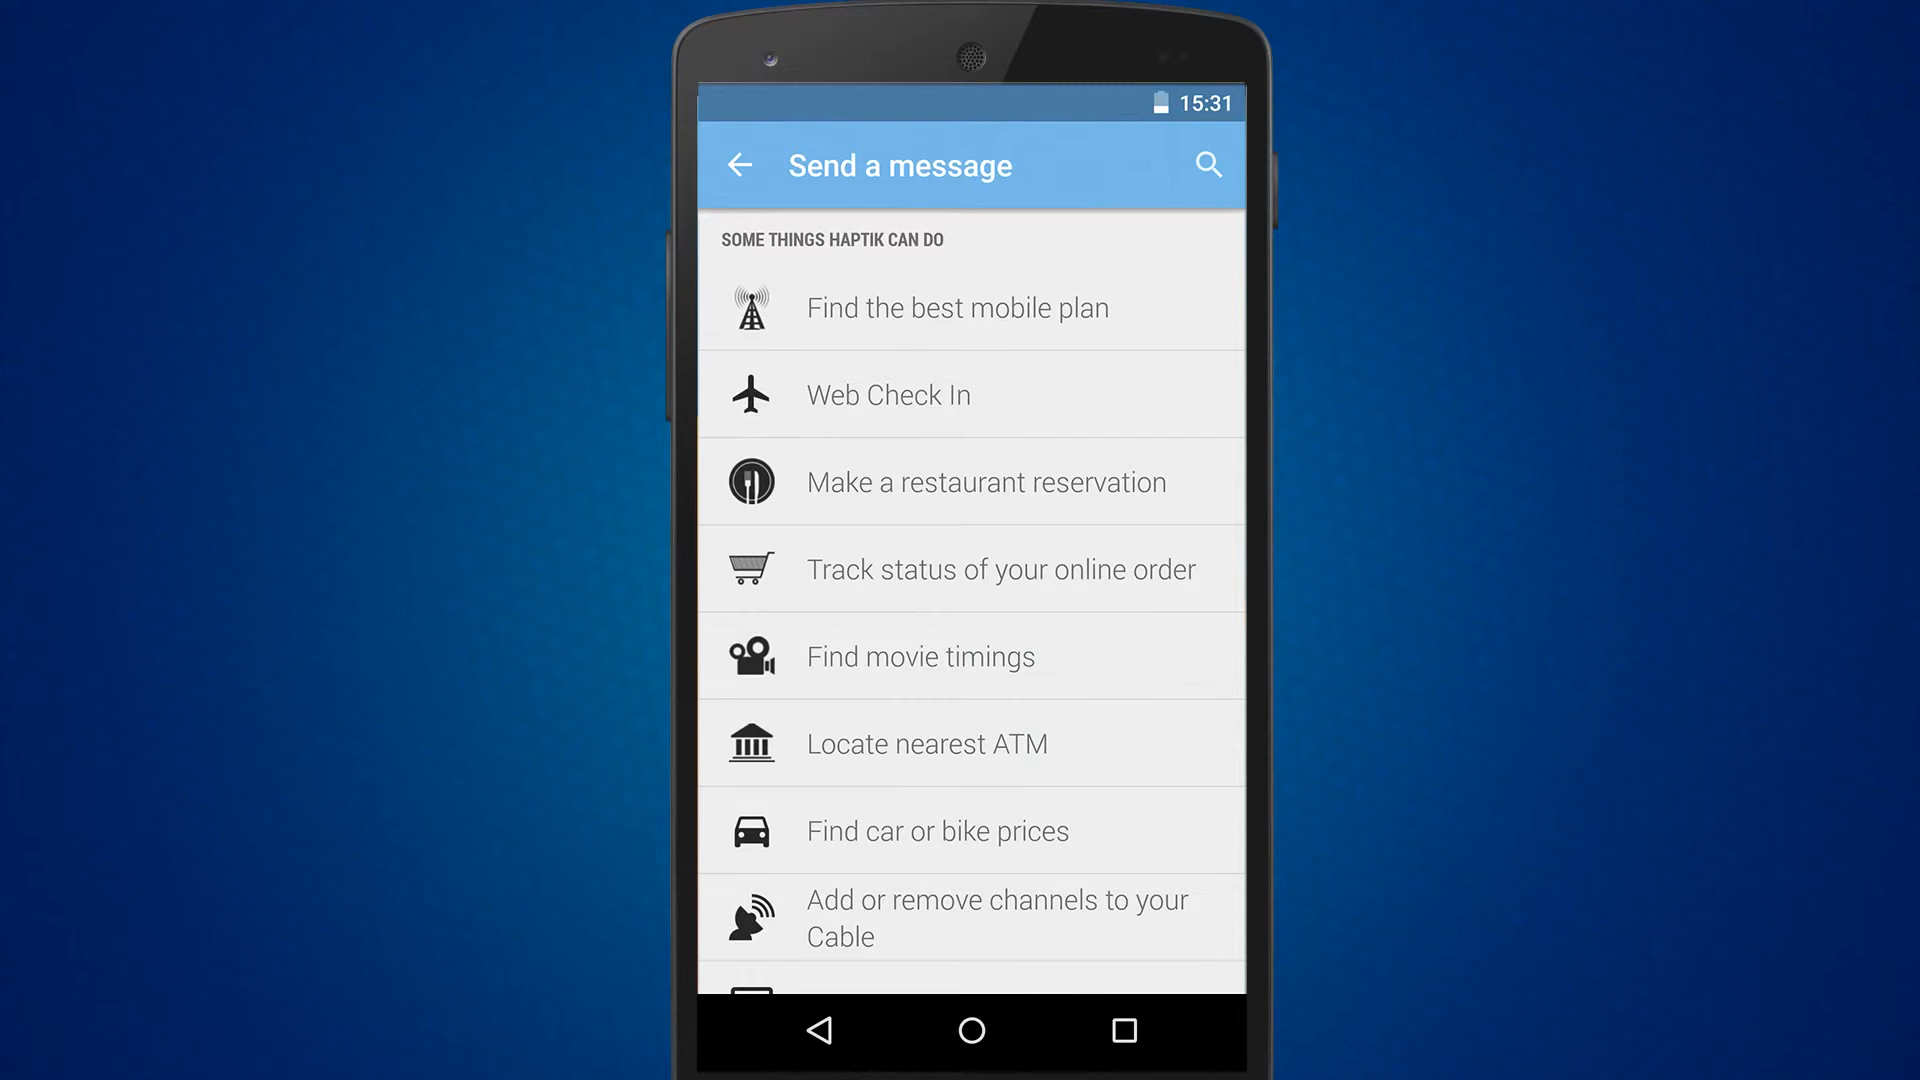 15:31
Send a message
SOME THINGS HAPTIK CAN DO
Find the best mobile plan
Web Check In
Make a restaurant reservation
Track status of your online order
Find movie timings
Locate nearest ATM
Find car or bike prices
Add or remove channels to your
Cable